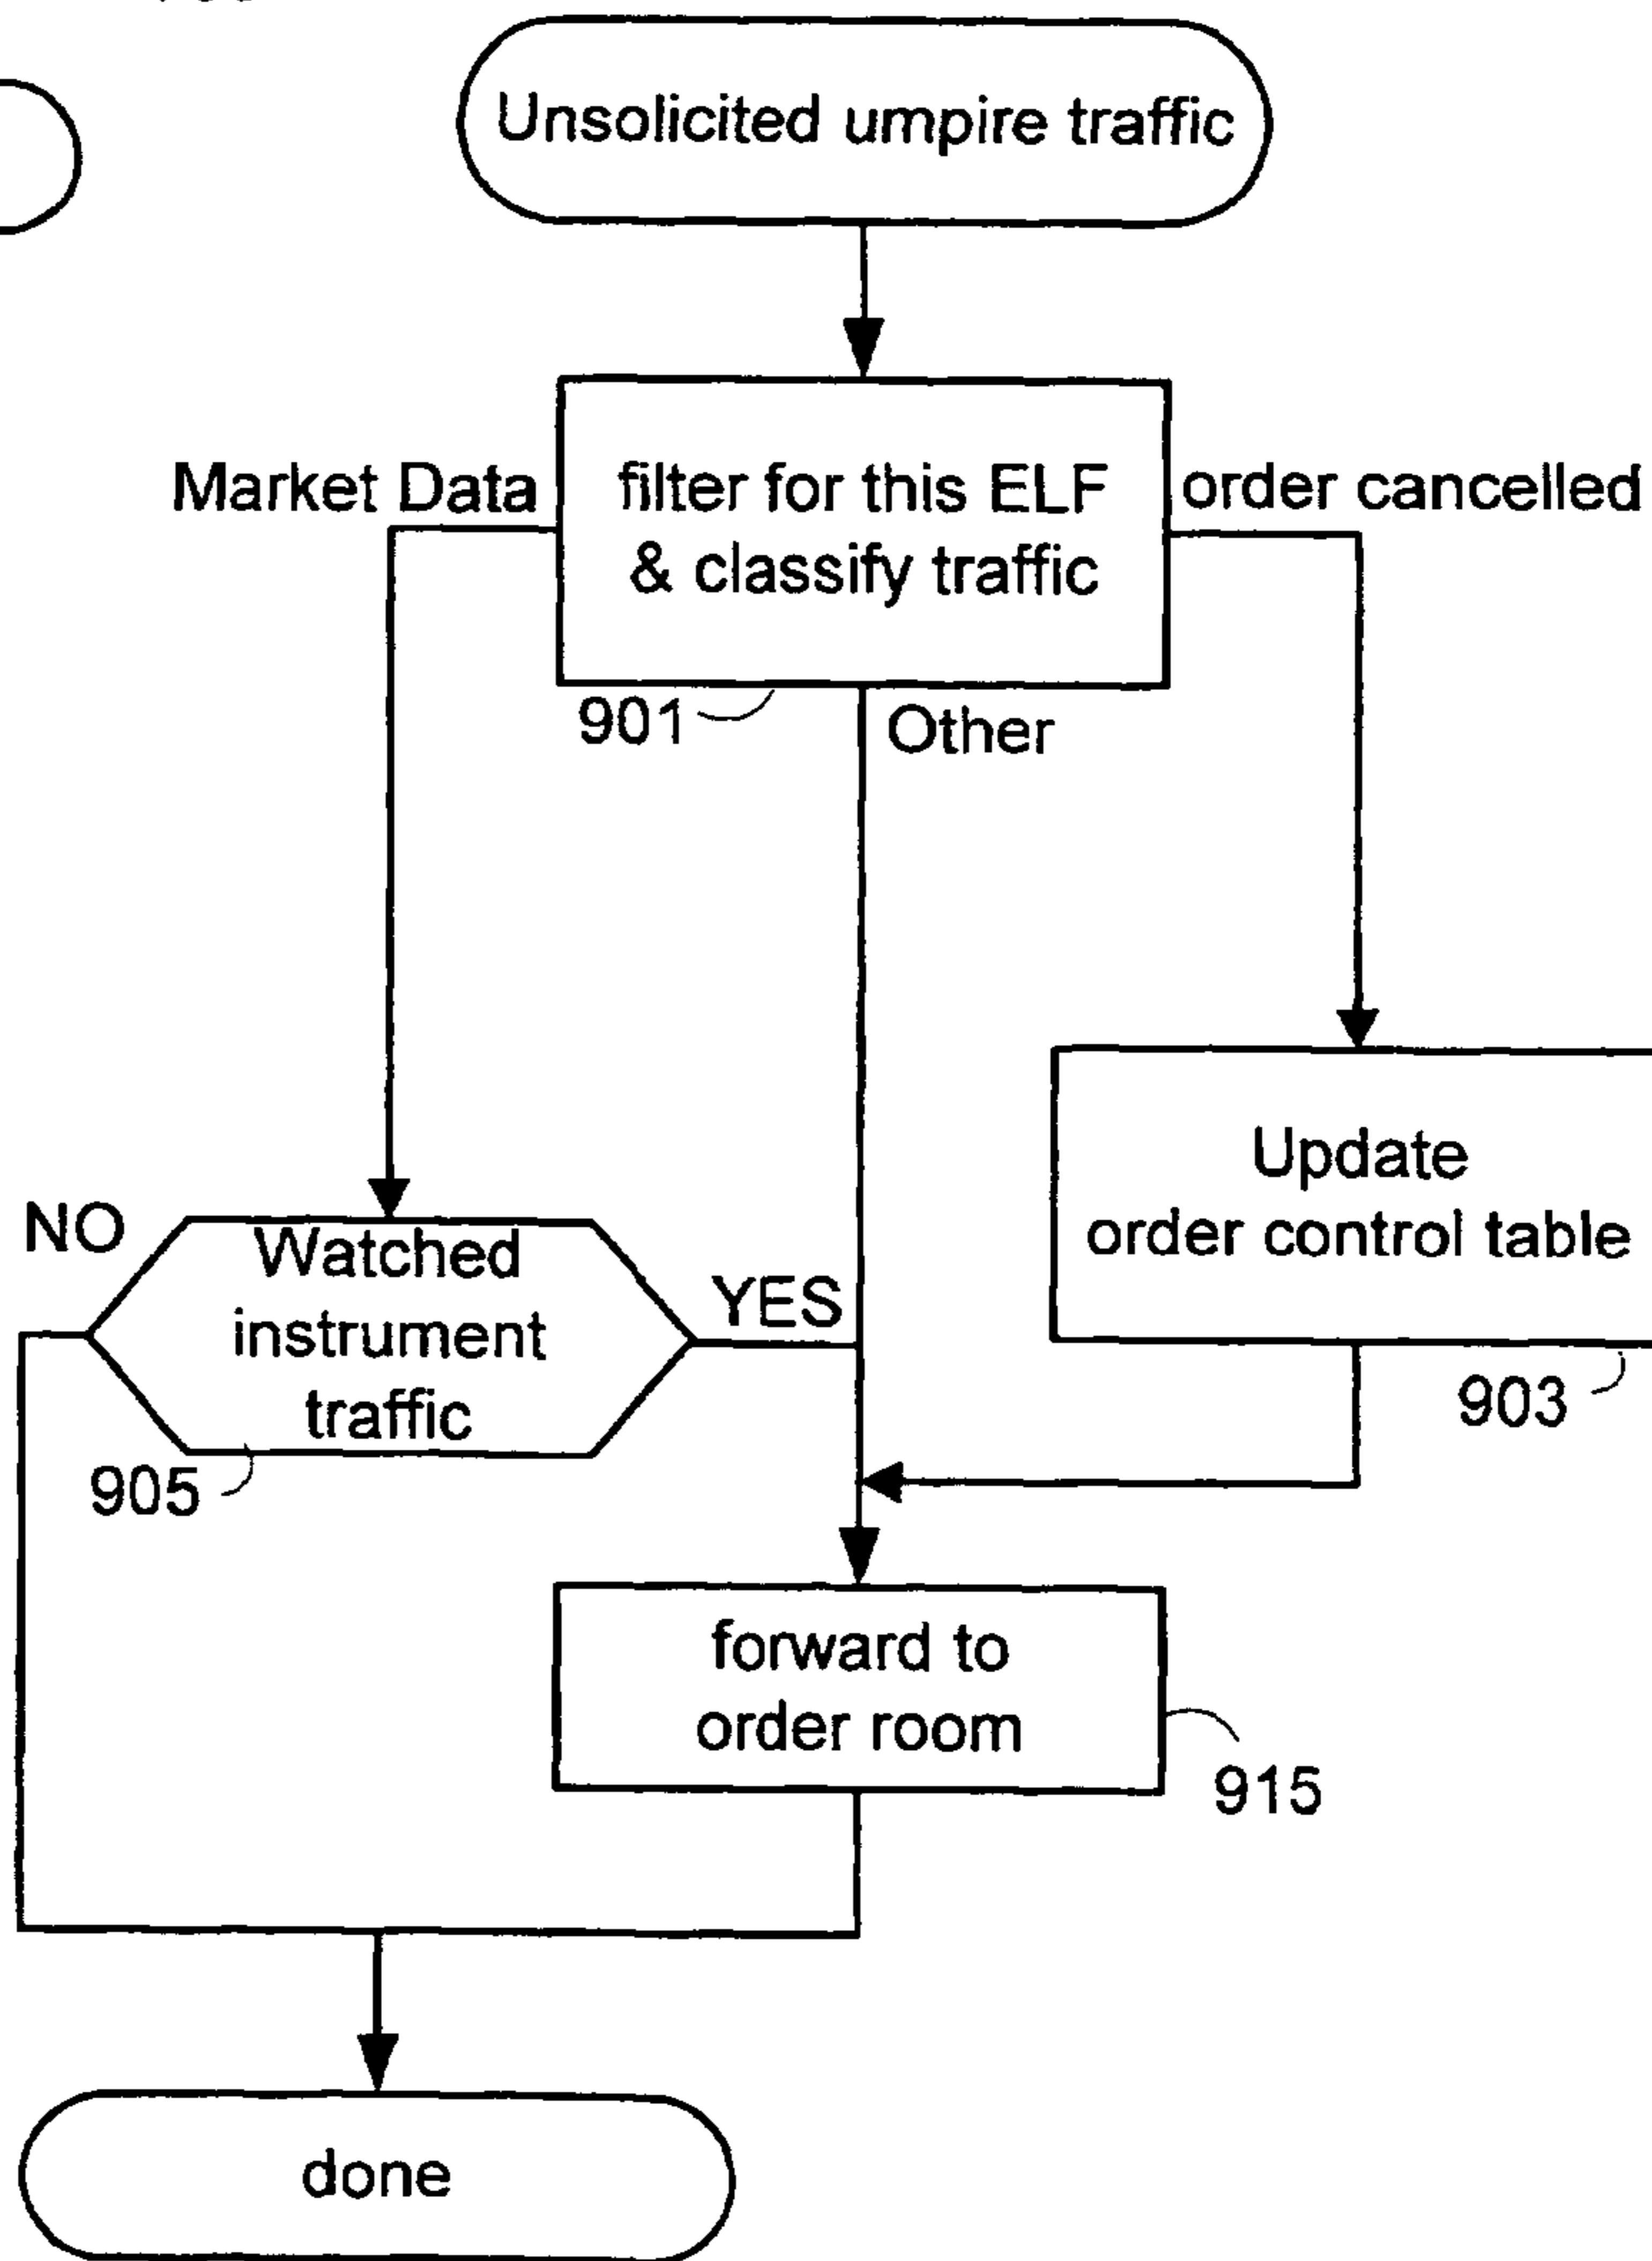 Unsolicited umpire traffic
Market Data
filter for this ELF
& classify traffic
order cancelled
901
Other
Update
order control table
903
NO
Watched
instrument
traffic
YES
905
forward to
order room
915
done